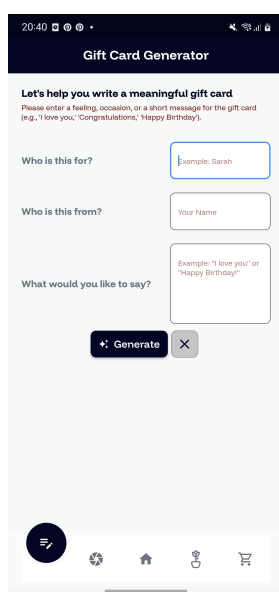 20:40
Gift Card Generator
Let's help you write a meaningful gift card
Please enter a feeling, occasion, or a short message for the gift card
(e.g., 'I love you,' 'Congratulations,' 'Happy
Birthday').
Who is this for?
Example: Sarah
Who is this from?
Your Name
What would you like to say?
Example: "I love you" or
"Happy Birthday!"
Generate